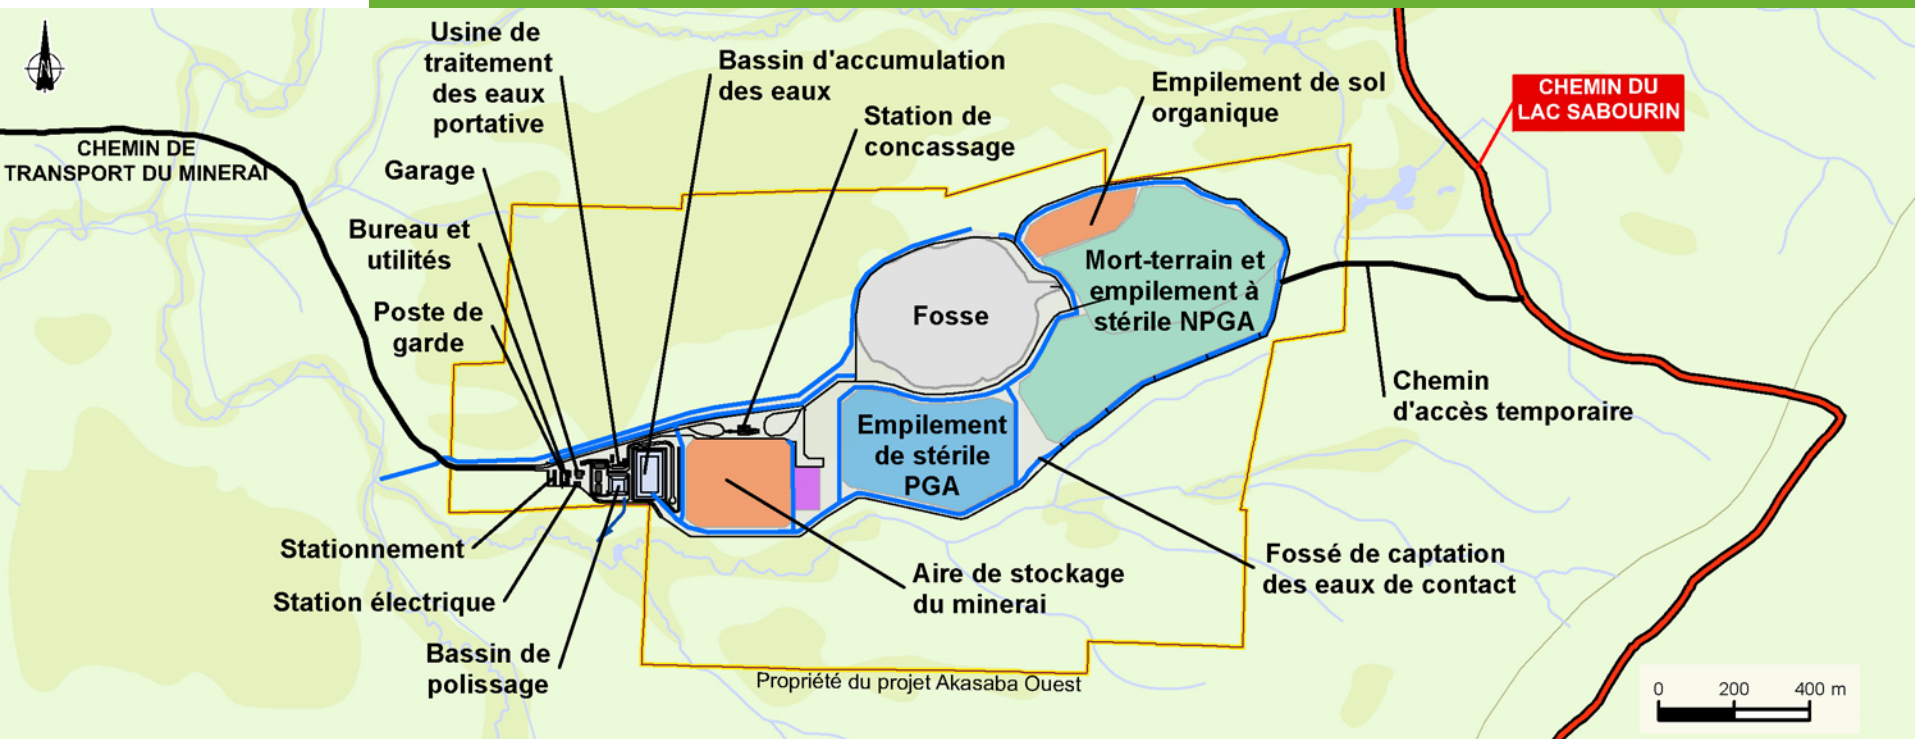 Usine de
traitement
des eaux
portative
Bassin d'accumulation
des eaux
Station de
concassage
Empilement de sol
organique
CHEMIN DU
LAC SABOURIN
CHEMIN DE
TRANSPORT DU MINERAI
Garage
Bureau et
utilités
Poste de
garde
Fosse
Mort-terrain et
empilement à
stérile NPGA
Chemin
d'accès temporaire
Empilement
de stérile
PGA
Stationnement
Station électrique
Bassin de
polissage
Aire de stockage
du minerai
Fossé de captation
des eaux de contact
Propriété du projet Akasaba Ouest
0 200 400 m